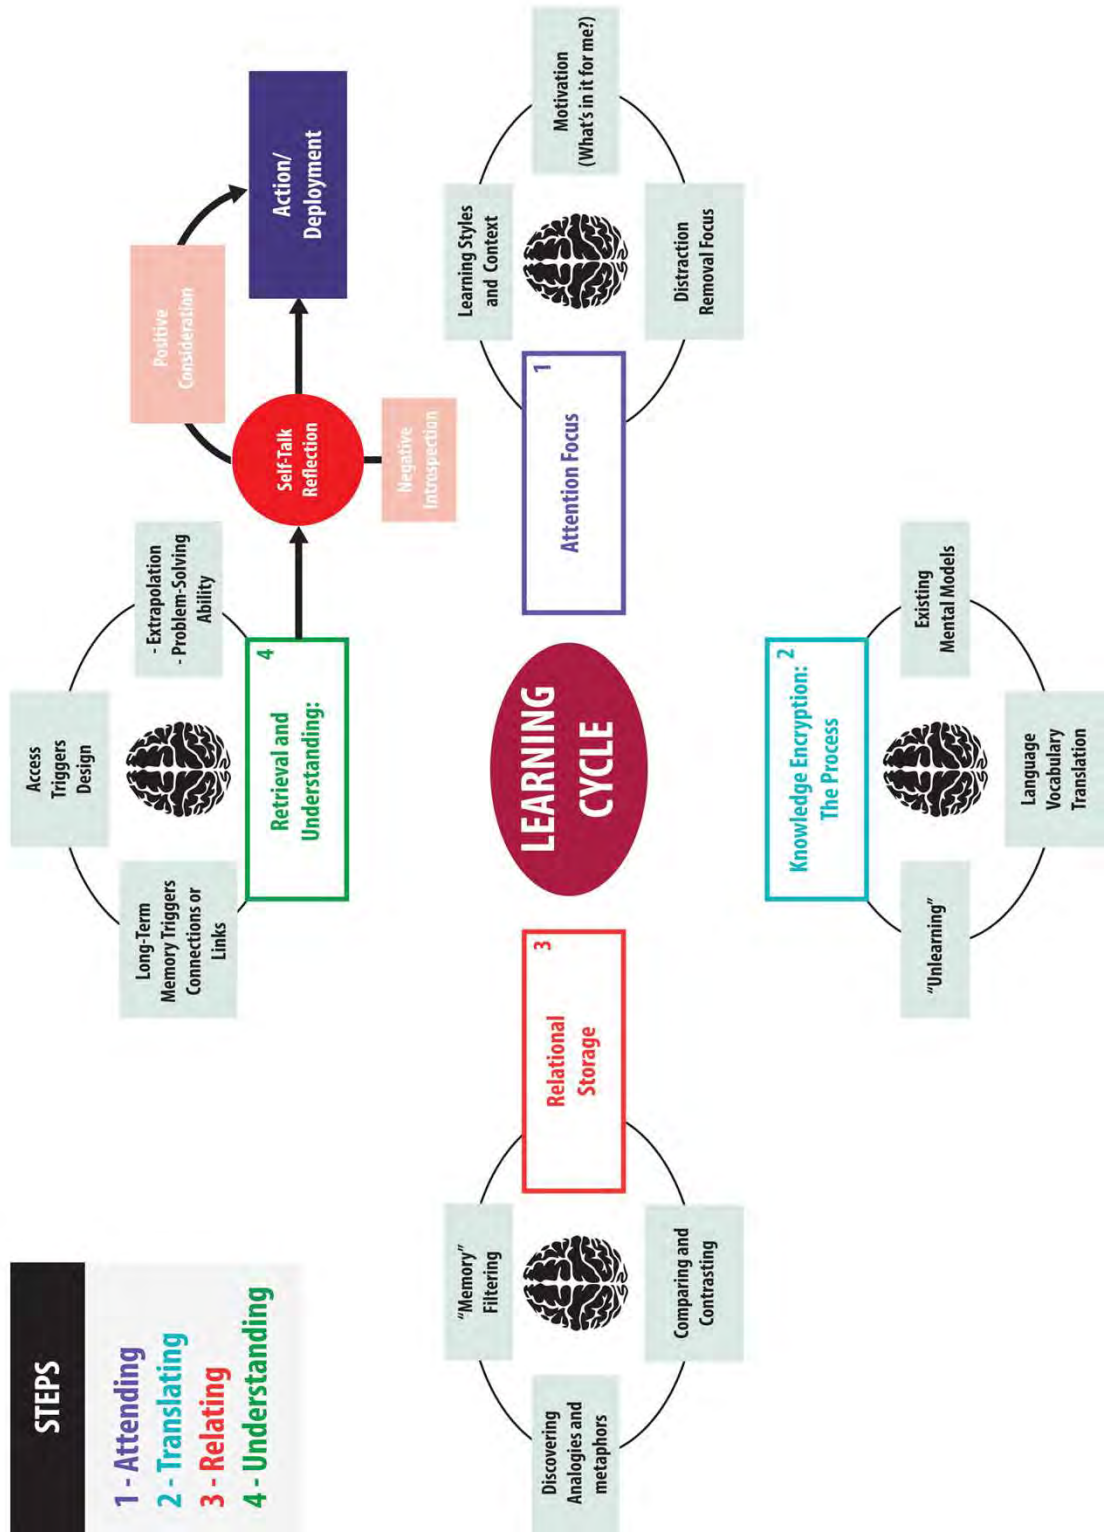 STEPS
1 - Attending
2 - Translating
3 - Relating
4 - Understanding
Long-Term
Memory Triggers
Connections or
Links
Access
Triggers
Design
- Extrapolation
- Problem-Solving
Ability
Retrieval and
Understanding:
4
Self-Talk
Reflection
Positive
Consideration
Negative
Introspection
Action/
Deployment
LEARNING
CYCLE
Attention Focus
1
Learning Styles
and Context
Motivation
(What's in it for me?)
Distraction
Removal Focus
Knowledge Encryption:
The Process
2
Existing
Mental Models
Language
Vocabulary
Translation
"Unlearning"
Relational
Storage
3
"Memory"
Filtering
Discovering
Analogies and
metaphors
Comparing and
Contrasting